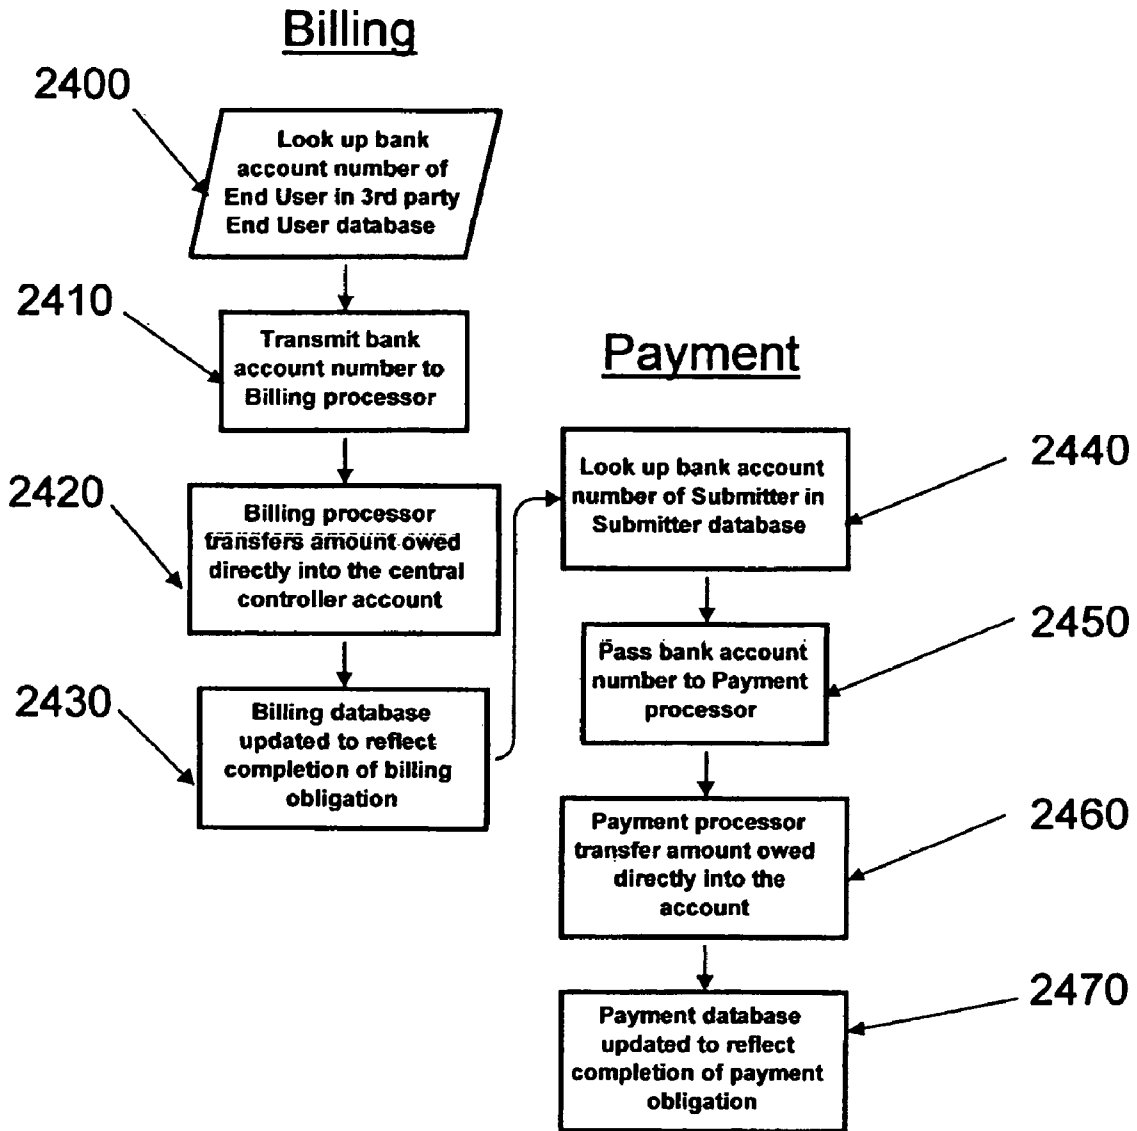 Billing
2400
Look up bank
account number of
End User in 3rd party
End User database
2410
Transmit bank
account number to
Billing processor
2420
Billing processor
transfers amount owed
directly into the central
controller account
2430
Billing database
updated to reflect
completion of billing
obligation
Payment
2440
Look up bank account
number of Submitter in
Submitter database
2450
Pass bank account
number to Payment
processor
2460
Payment processor
transfer amount owed
directly into the
account
2470
Payment database
updated to reflect
completion of payment
obligation